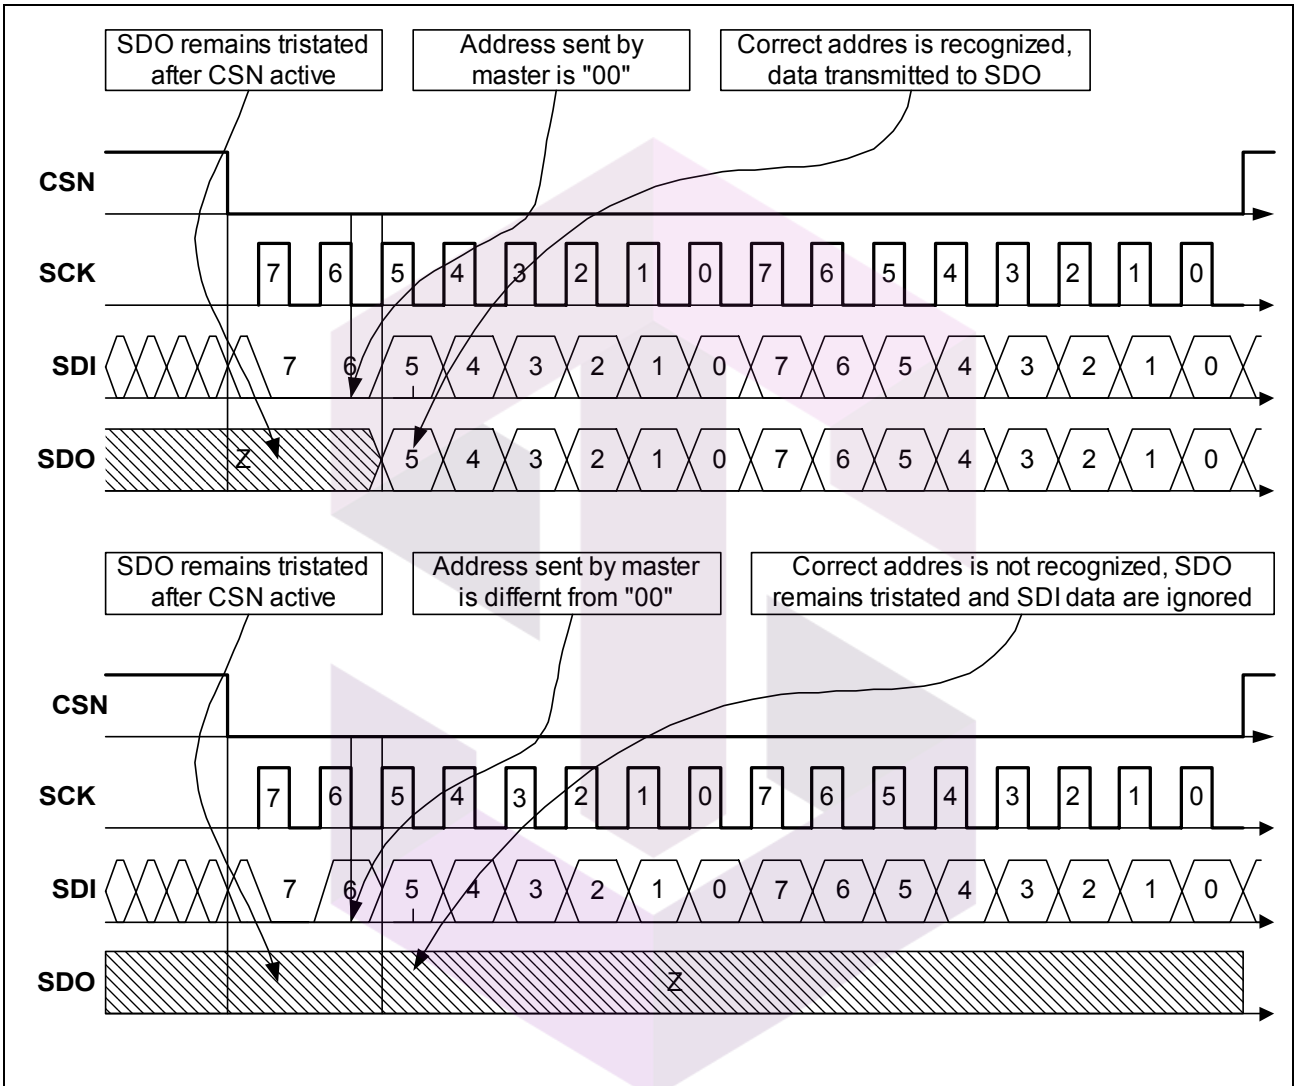 SDO remains tristated
after CSN active
Address sent by
master is "00"
Correct addres is recognized,
data transmitted to SDO
CSN
SCK 7 6 5 4 3 2 1 0 7 6 5 4 3 2 1 0
SDI 7 6 5 4 3 2 1 0 7 6 5 4 3 2 1 0
SDO Z 5 4 3 2 1 0 7 6 5 4 3 2 1 0
SDO remains tristated
after CSN active
Address sent by master
is differnt from "00"
Correct addres is not recognized, SDO
remains tristated and SDI data are ignored
CSN
SCK 7 6 5 4 3 2 1 0 7 6 5 4 3 2 1 0
SDI 7 6 5 4 3 2 1 0 7 6 5 4 3 2 1 0
SDO Z